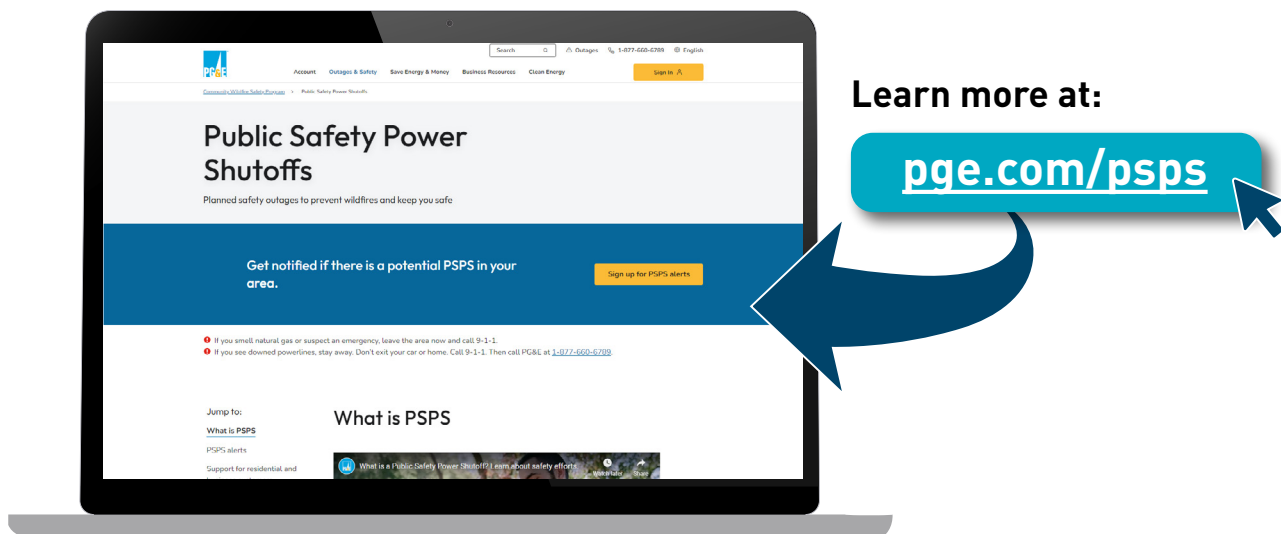 Search
Outages
1-877-660-6789
English
PG&E
Account
Outages & Safety
Save Energy & Money
Business Resources
Clean Energy
Sign In
Community Wildfire Safety Program > Public Safety Power Shutoffs
Public Safety Power
Shutoffs
Planned safety outages to prevent wildfires and keep you safe
Get notified if there is a potential PSPS in your
area.
Sign up for PSPS alerts
If you smell natural gas or suspect an emergency, leave the area now and call 9-1-1.
If you see downed powerlines, stay away. Don't exit your car or home. Call 9-1-1. Then call PG&E at 1-877-660-6789.
Jump to:
What is PSPS
PSPS alerts
Support for residential and
What is PSPS
What is a Public Safety Power Shutoff? Learn about safety efforts
Watch later
Share
Learn more at:
pge.com/psps